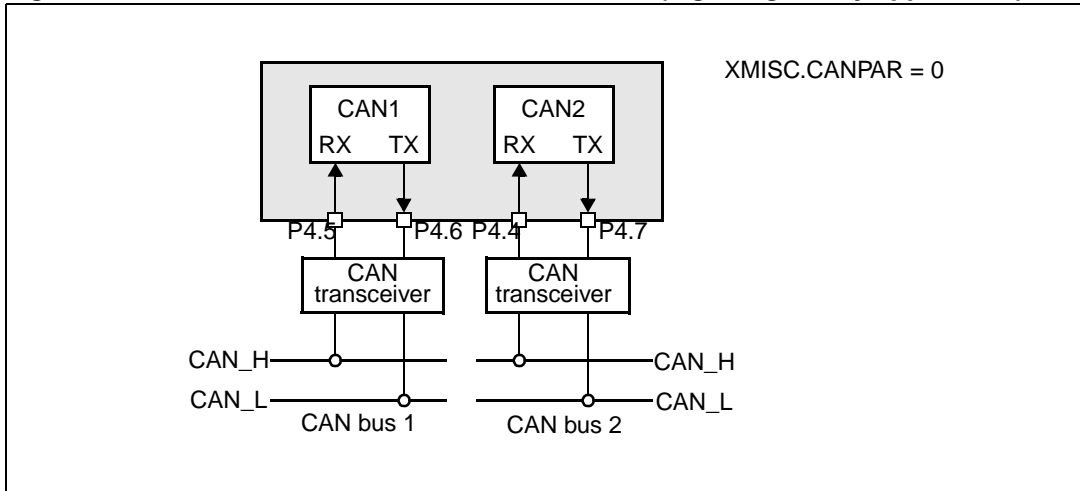 XMISC.CANPAR = 0
CAN1 CAN2
RX TX RX TX
P4.5 P4.6 P4.4 P4.7
CAN transceiver CAN transceiver
CAN_H CAN_H
CAN_L CAN_L
CAN bus 1 CAN bus 2